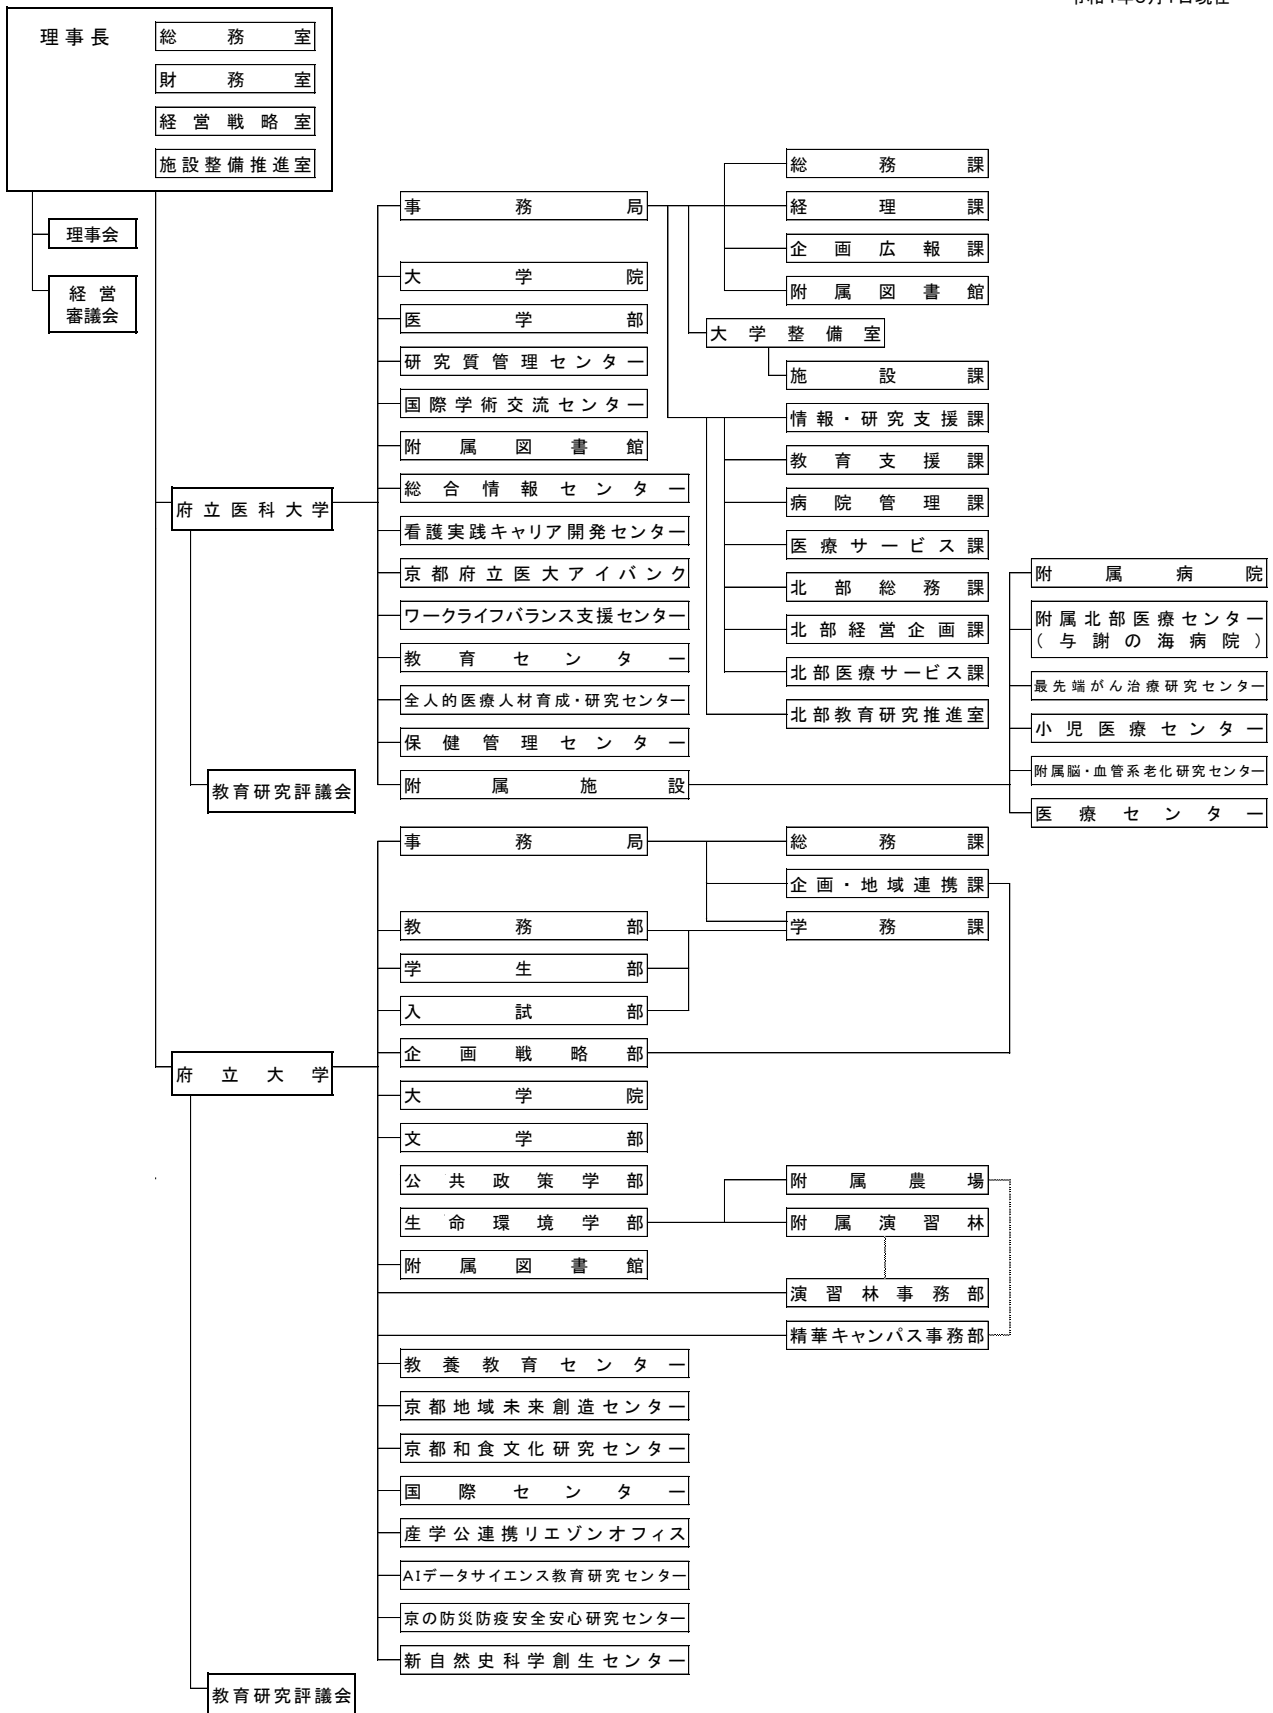 理事長
総務室
財務室
経営戦略室
施設整備推進室
理事会
経営
審議会
府立医科大学
教育研究評議会
事務局
大学院
医学部
研究質管理センター
国際学術交流センター
附属図書館
総合情報センター
看護実践キャリア開発センター
京都府立医大アイバンク
ワークライフバランス支援センター
教育センター
全人的医療人材育成・研究センター
保健管理センター
附属施設
総務課
経理課
企画広報課
附属図書館
大学整備室
施設課
情報・研究支援課
教育支援課
病院管理課
医療サービス課
北部総務課
北部経営企画課
北部医療サービス課
北部教育研究推進室
附属病院
附属北部医療センター
(与謝の海病院)
最先端がん治療研究センター
小児医療センター
附属脳・血管系老化研究センター
医療センター
府立大学
教育研究評議会
事務局
教務部
学生部
入試部
企画戦略部
大学院
文学部
公共政策学部
生命環境学部
附属図書館
総務課
企画・地域連携課
学務課
附属農場
附属演習林
演習林事務部
精華キャンパス事務部
教養教育センター
京都地域未来創造センター
京都和食文化研究センター
国際センター
産学公連携リエゾンオフィス
AIデータサイエンス教育研究センター
京の防災防疫安全安心研究センター
新自然史科学創生センター